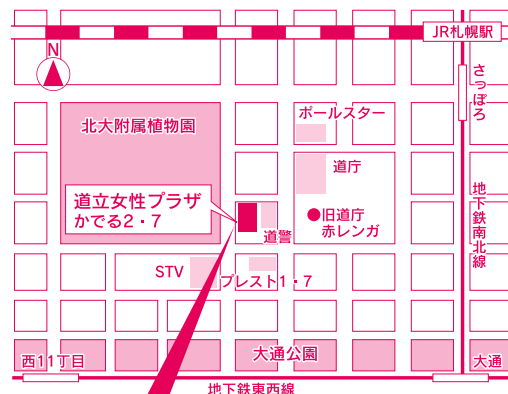 JR札幌駅
N
さっぽろ
ポールスター
北大附属植物園
道庁
道立女性プラザ
かでる2・7
旧道庁
赤レンガ
地下鉄南北線
道警
STV
プレスト1・7
大通公園
西11丁目
大通
地下鉄東西線